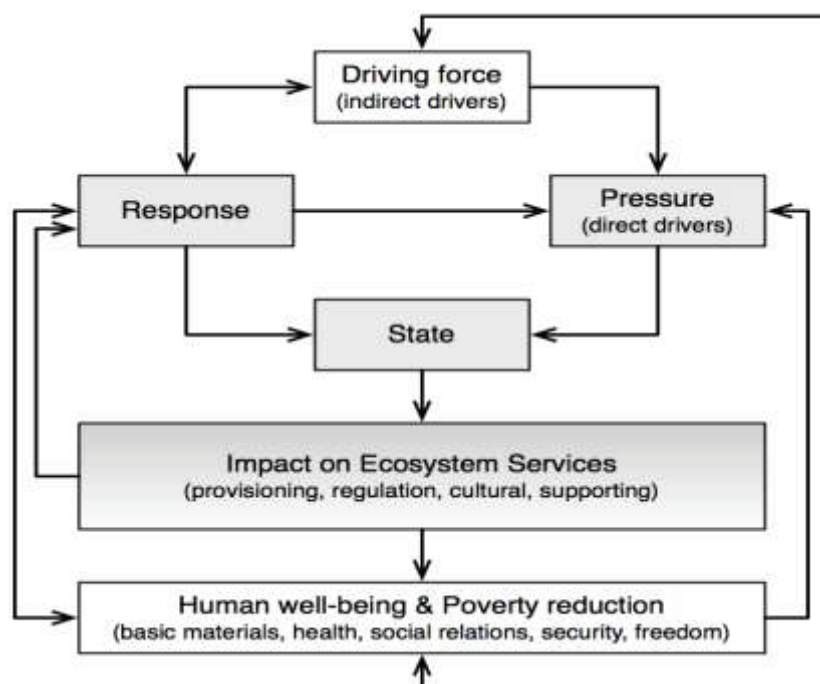 Driving force
(indirect drivers)
Response
Pressure
(direct drivers)
State
Impact on Ecosystem Services
(provisioning, regulation, cultural, supporting)
Human well-being & Poverty reduction
(basic materials, health, social relations, security, freedom)